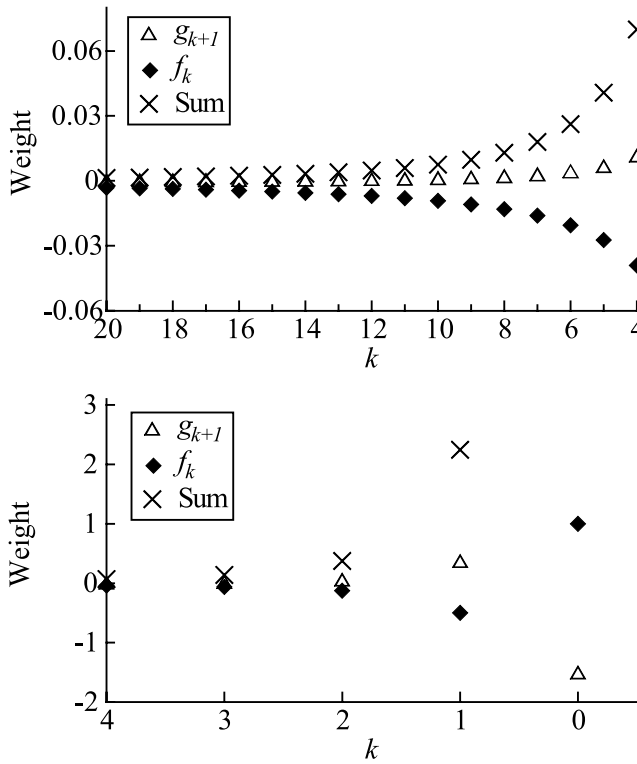 0.06
0.03
0
-0.03
-0.06
Weight
g_{k+1}
f_k
Sum
20 18 16 14 12 10 8 6 4
k
3
2
1
0
-1
-2
Weight
g_{k+1}
f_k
Sum
4 3 2 1 0
k